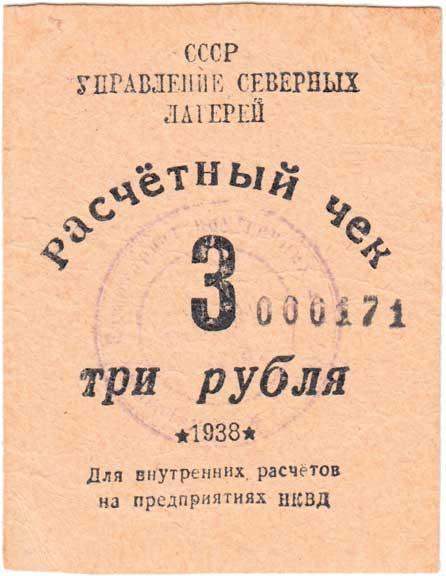 СССР
УПРАВЛЕНИЕ СЕВЕРНЫХ
ЛАГЕРЕЙ
Расчётный чек
3
000171
три рубля
★1938★
Для внутренних расчётов
на предприятиях НКВД